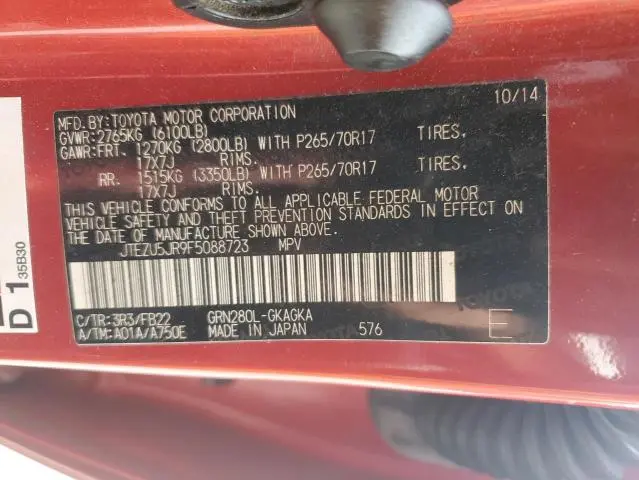 MFD.BY:TOYOTA MOTOR CORPORATION 10/14
GVWR:2765KG (6100LB)
GAWR:FRT. 1270KG (2800LB) WITH P265/70R17 TIRES.
17X7J RIMS.
RR. 1515KG (3350LB) WITH P265/70R17 TIRES.
17X7J RIMS.
THIS VEHICLE CONFORMS TO ALL APPLICABLE FEDERAL MOTOR
VEHICLE SAFETY AND THEFT PREVENTION STANDARDS IN EFFECT ON
THE DATE OF MANUFACTURE SHOWN ABOVE.
JTEZU5JR9F5088723 MPV
C/TR:3R3/FB22 GRN280L-GKAGKA
A/TM:A01A/A750E MADE IN JAPAN 576 E
D 1 35B30